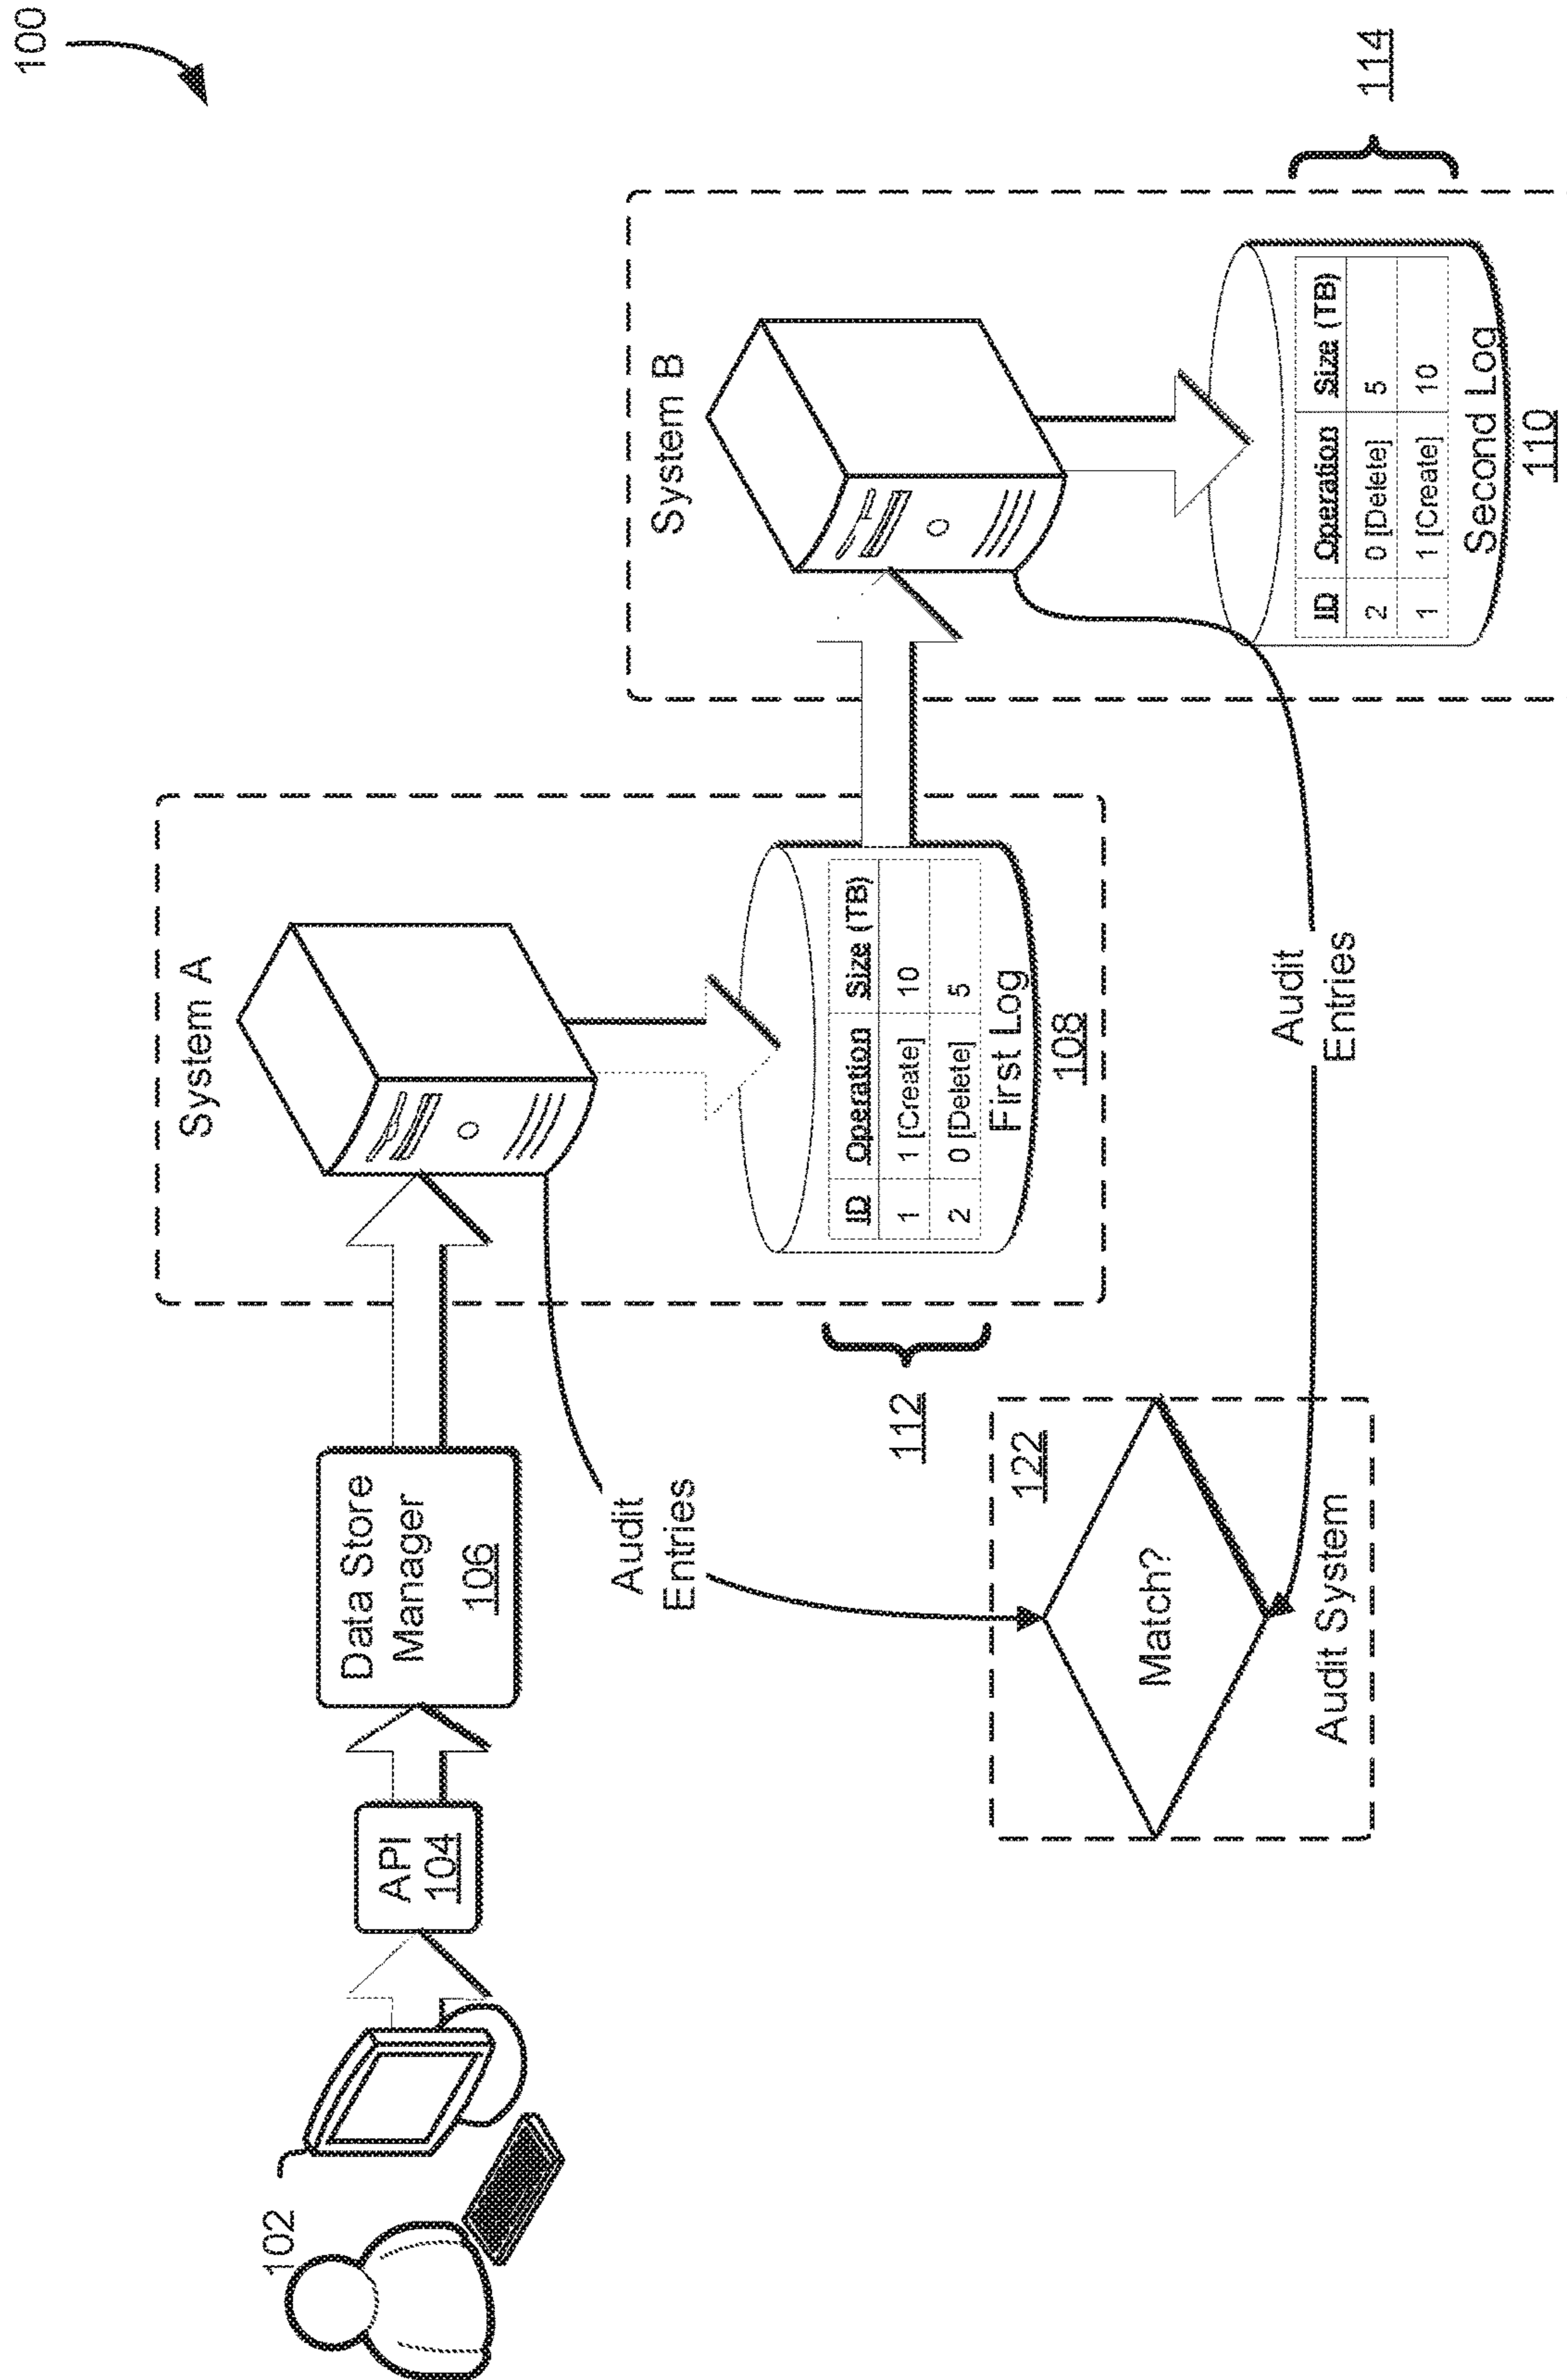 100
102
API
104
Data Store
Manager
106
System A
ID Operation Size (TB)
1 1 [Create] 10
2 0 [Delete] 5
First Log
108
112
System B
ID Operation Size (TB)
2 0 [Delete] 5
1 1 [Create] 10
Second Log
110
114
Audit
Entries
Audit
Entries
122
Match?
Audit System